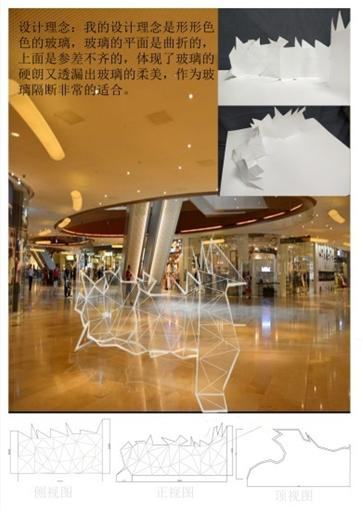 设计理念：我的设计理念是形形色
色的玻璃，玻璃的平面是曲折的，
上面是参差不齐的，体现了玻璃的
硬朗又透漏出玻璃的柔美，作为玻
璃隔断非常的适合。
侧视图
正视图
顶视图